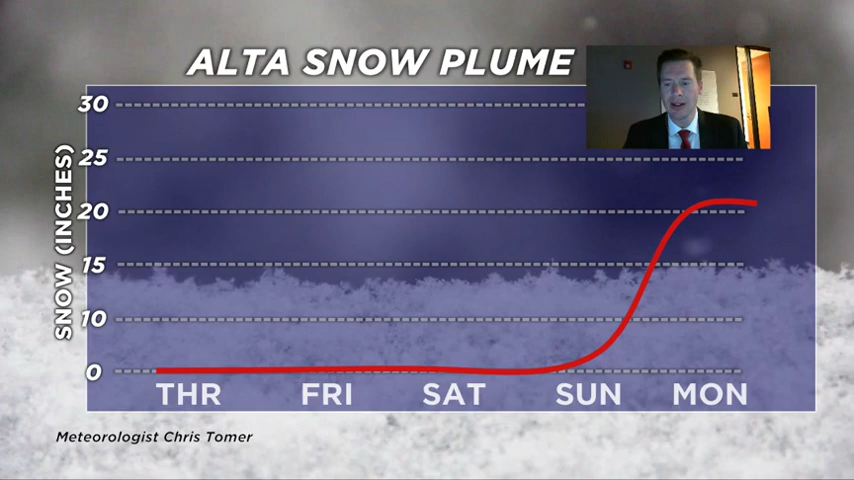 ALTA SNOW PLUME
SNOW (INCHES)
30
25
20
15
10
0
THR FRI SAT SUN MON
Meteorologist Chris Tomer